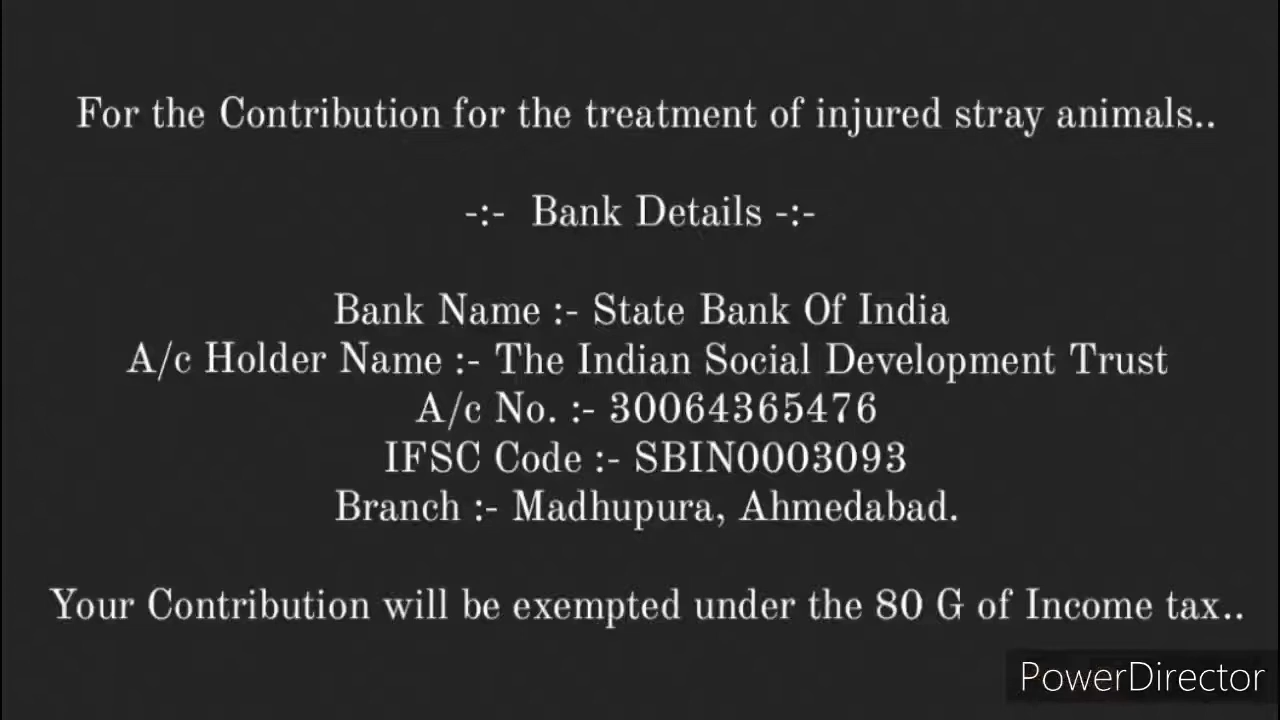 For the Contribution for the treatment of injured stray animals..
-:- Bank Details -:-
Bank Name :- State Bank Of India
A/c Holder Name :- The Indian Social Development Trust
A/c No. :- 30064365476
IFSC Code :- SBIN0003093
Branch :- Madhupura, Ahmedabad.
Your Contribution will be exempted under the 80 G of Income tax..
PowerDirector